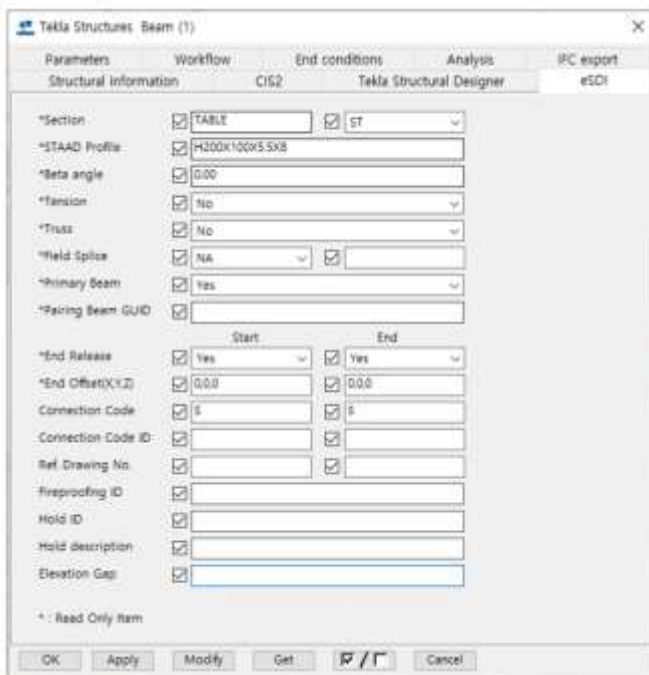 Tekla Structures Beam (1)
Parameters Workflow End conditions Analysis IFC export
Structural Information CIS2 Tekla Structural Designer eSDI
*Section TABLE ST
*STAAD Profile H200X100X5.5X8
*Beta angle 0.00
*Tension No
*Truss No
*Field Splice NA
*Primary Beam Yes
*Pairing Beam GUID
Start End
*End Release Yes Yes
*End Offset(X,Y,Z) 0,0,0 0,0,0
Connection Code S S
Connection Code ID
Ref. Drawing No.
Fireproofing ID
Hold ID
Hold description
Elevation Gap
* : Read Only Item
OK Apply Modify Get / Cancel